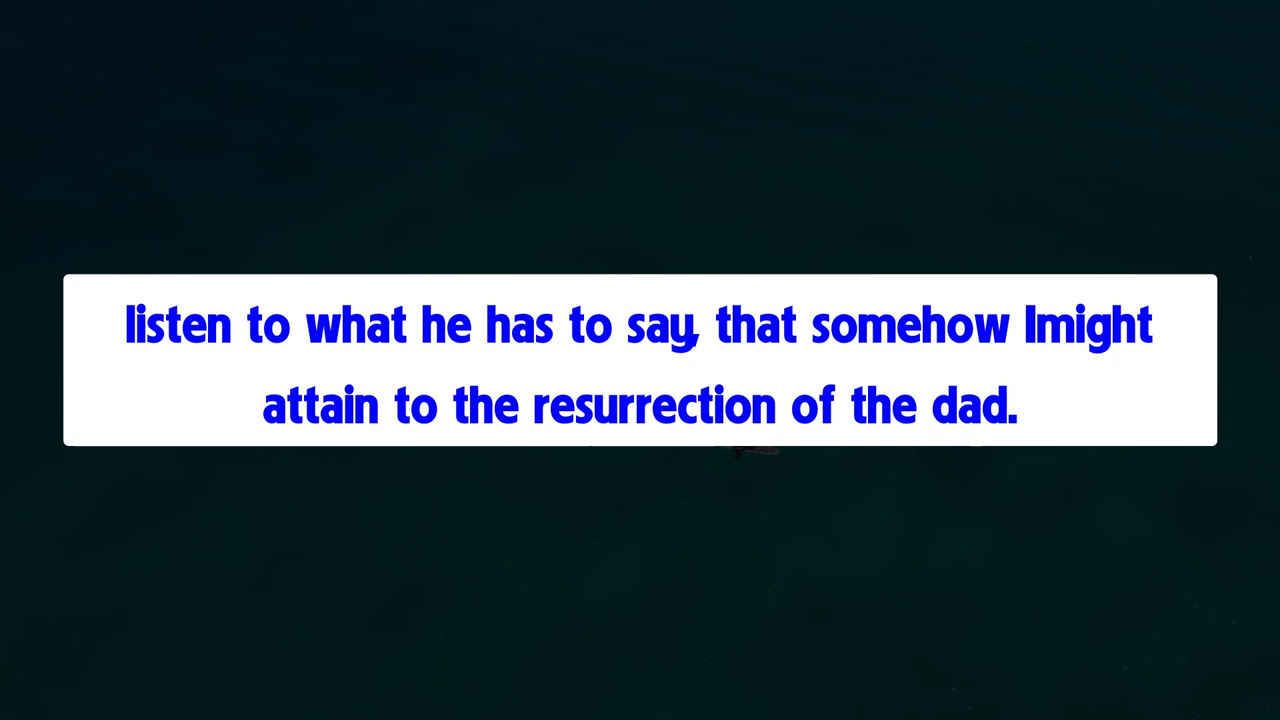 listen to what he has to say, that somehow Imight
attain to the resurrection of the dad.